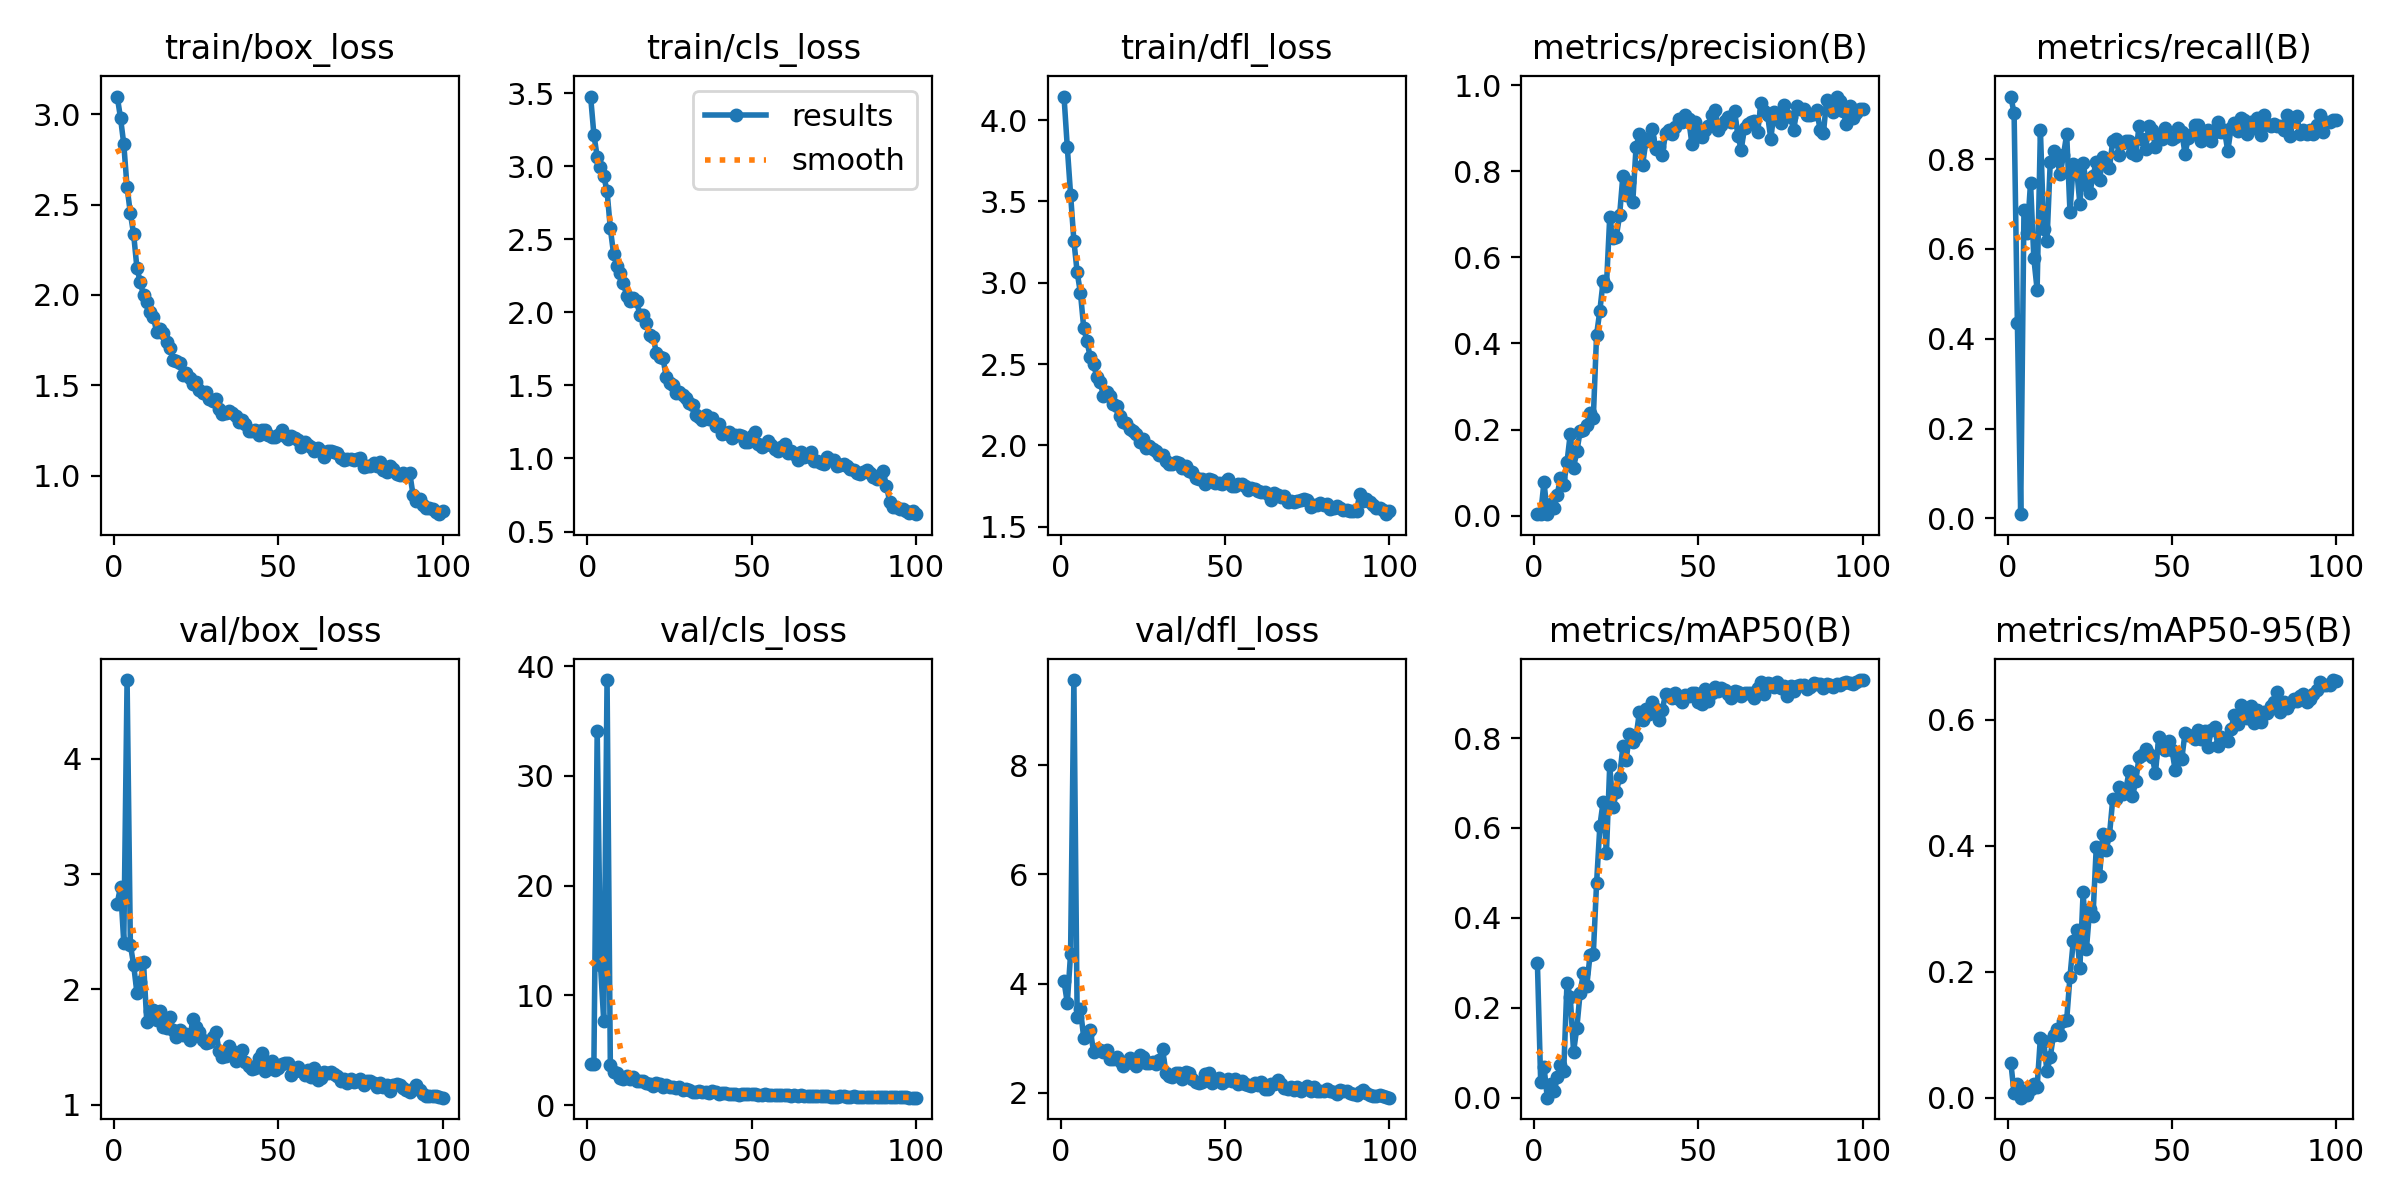 train/box_loss
3.0
2.5
2.0
1.5
1.0
0 50 100
train/cls_loss
results
smooth
3.5
3.0
2.5
2.0
1.5
1.0
0.5
0 50 100
train/dfl_loss
4.0
3.5
3.0
2.5
2.0
1.5
0 50 100
metrics/precision(B)
1.0
0.8
0.6
0.4
0.2
0.0
0 50 100
metrics/recall(B)
0.8
0.6
0.4
0.2
0.0
0 50 100
val/box_loss
4
3
2
1
0 50 100
val/cls_loss
40
30
20
10
0
0 50 100
val/dfl_loss
8
6
4
2
0 50 100
metrics/mAP50(B)
0.8
0.6
0.4
0.2
0.0
0 50 100
metrics/mAP50-95(B)
0.6
0.4
0.2
0.0
0 50 100